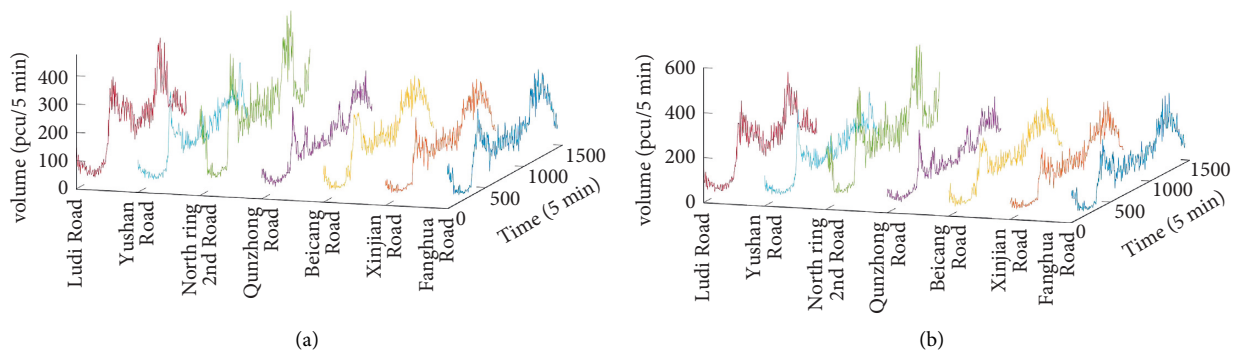 volume (pcu/5 min)
400
300
200
100
0
Ludi Road
Yushan
Road
North ring
2nd Road
Qunzhong
Road
Beicang
Road
Xinjian
Road
Fanghua
Road
0
500
1000
1500
Time (5 min)
(a)
volume (pcu/5 min)
600
400
200
0
Ludi Road
Yushan
Road
North ring
2nd Road
Qunzhong
Road
Beicang
Road
Xinjian
Road
Fanghua
Road
0
500
1000
1500
Time (5 min)
(b)